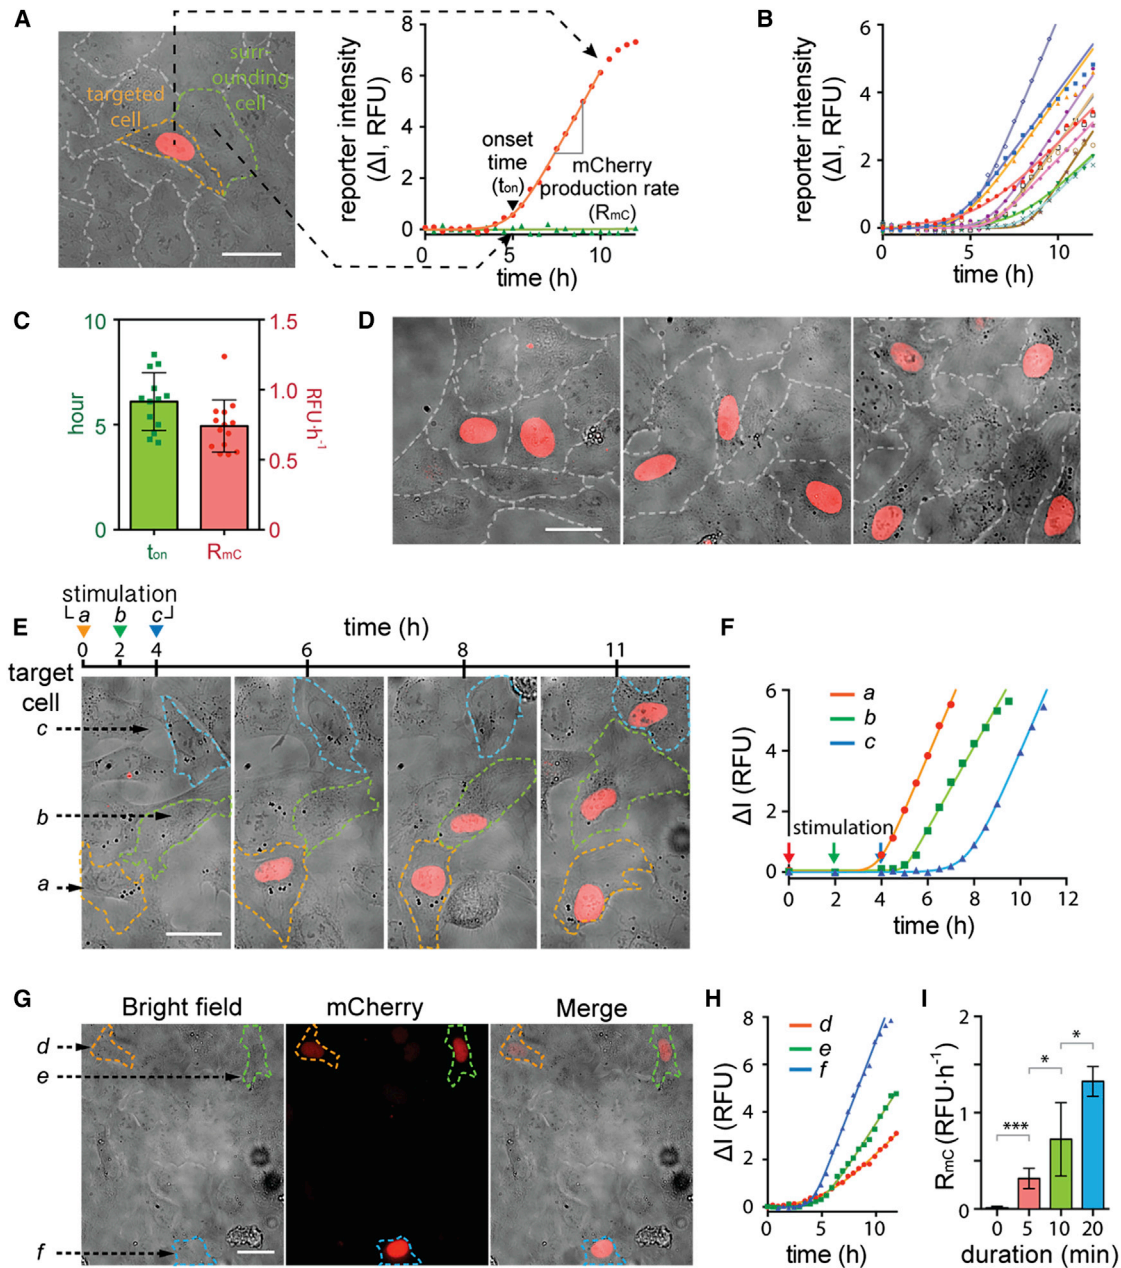 A
targeted
cell
surr-
ounding
cell
reporter intensity
(ΔI, RFU)
8
6
4
2
0
0
5
10
time (h)
onset
time
(ton)
mCherry
production rate
(RmC)
B
reporter intensity
(ΔI, RFU)
6
4
2
0
0
5
10
time (h)
C
hour
10
5
0
1.5
1.0
0.5
0
RFU·h-1
ton
RmC
D
E
stimulation
a b c
0 2 4 6 8 11
time (h)
target
cell
c
b
a
F
ΔI (RFU)
6
4
2
0
a
b
c
stimulation
0 2 4 6 8 10 12
time (h)
G
Bright field
mCherry
Merge
d
e
f
H
ΔI (RFU)
8
6
4
2
0
d
e
f
0 5 10
time (h)
I
RmC (RFU·h-1)
2
1
0
***
*
*
0 5 10 20
duration (min)